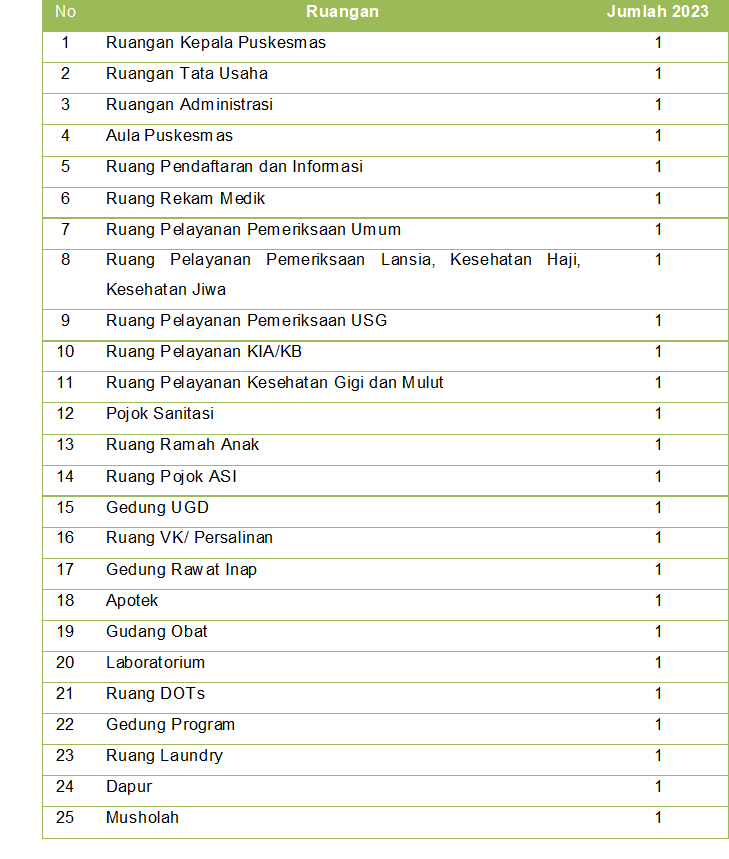 No Ruangan Jumlah 2023
1 Ruangan Kepala Puskesmas 1
2 Ruangan Tata Usaha 1
3 Ruangan Administrasi 1
4 Aula Puskesmas 1
5 Ruang Pendaftaran dan Informasi 1
6 Ruang Rekam Medik 1
7 Ruang Pelayanan Pemeriksaan Umum 1
8 Ruang Pelayanan Pemeriksaan Lansia, Kesehatan Haji, 1
Kesehatan Jiwa
9 Ruang Pelayanan Pemeriksaan USG 1
10 Ruang Pelayanan KIA/KB 1
11 Ruang Pelayanan Kesehatan Gigi dan Mulut 1
12 Pojok Sanitasi 1
13 Ruang Ramah Anak 1
14 Ruang Pojok ASI 1
15 Gedung UGD 1
16 Ruang VK/ Persalinan 1
17 Gedung Rawat Inap 1
18 Apotek 1
19 Gudang Obat 1
20 Laboratorium 1
21 Ruang DOTs 1
22 Gedung Program 1
23 Ruang Laundry 1
24 Dapur 1
25 Musholah 1